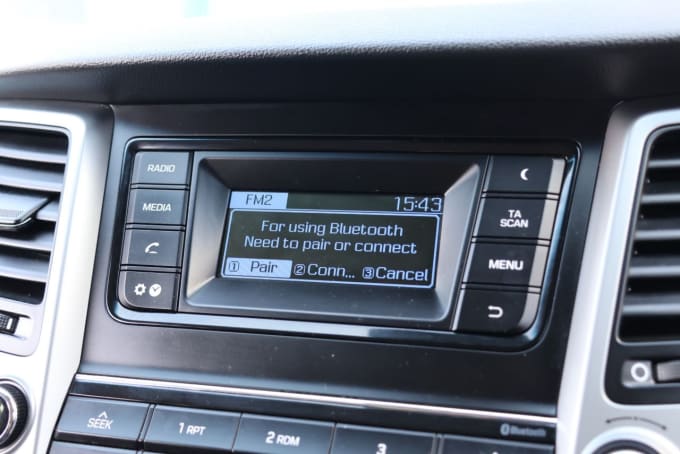 RADIO
MEDIA
FM2 15:43
For using Bluetooth
Need to pair or connect
① Pair ② Conn... ③ Cancel
TA
SCAN
MENU
SEEK
1 RPT
2 RDM
3
Bluetooth